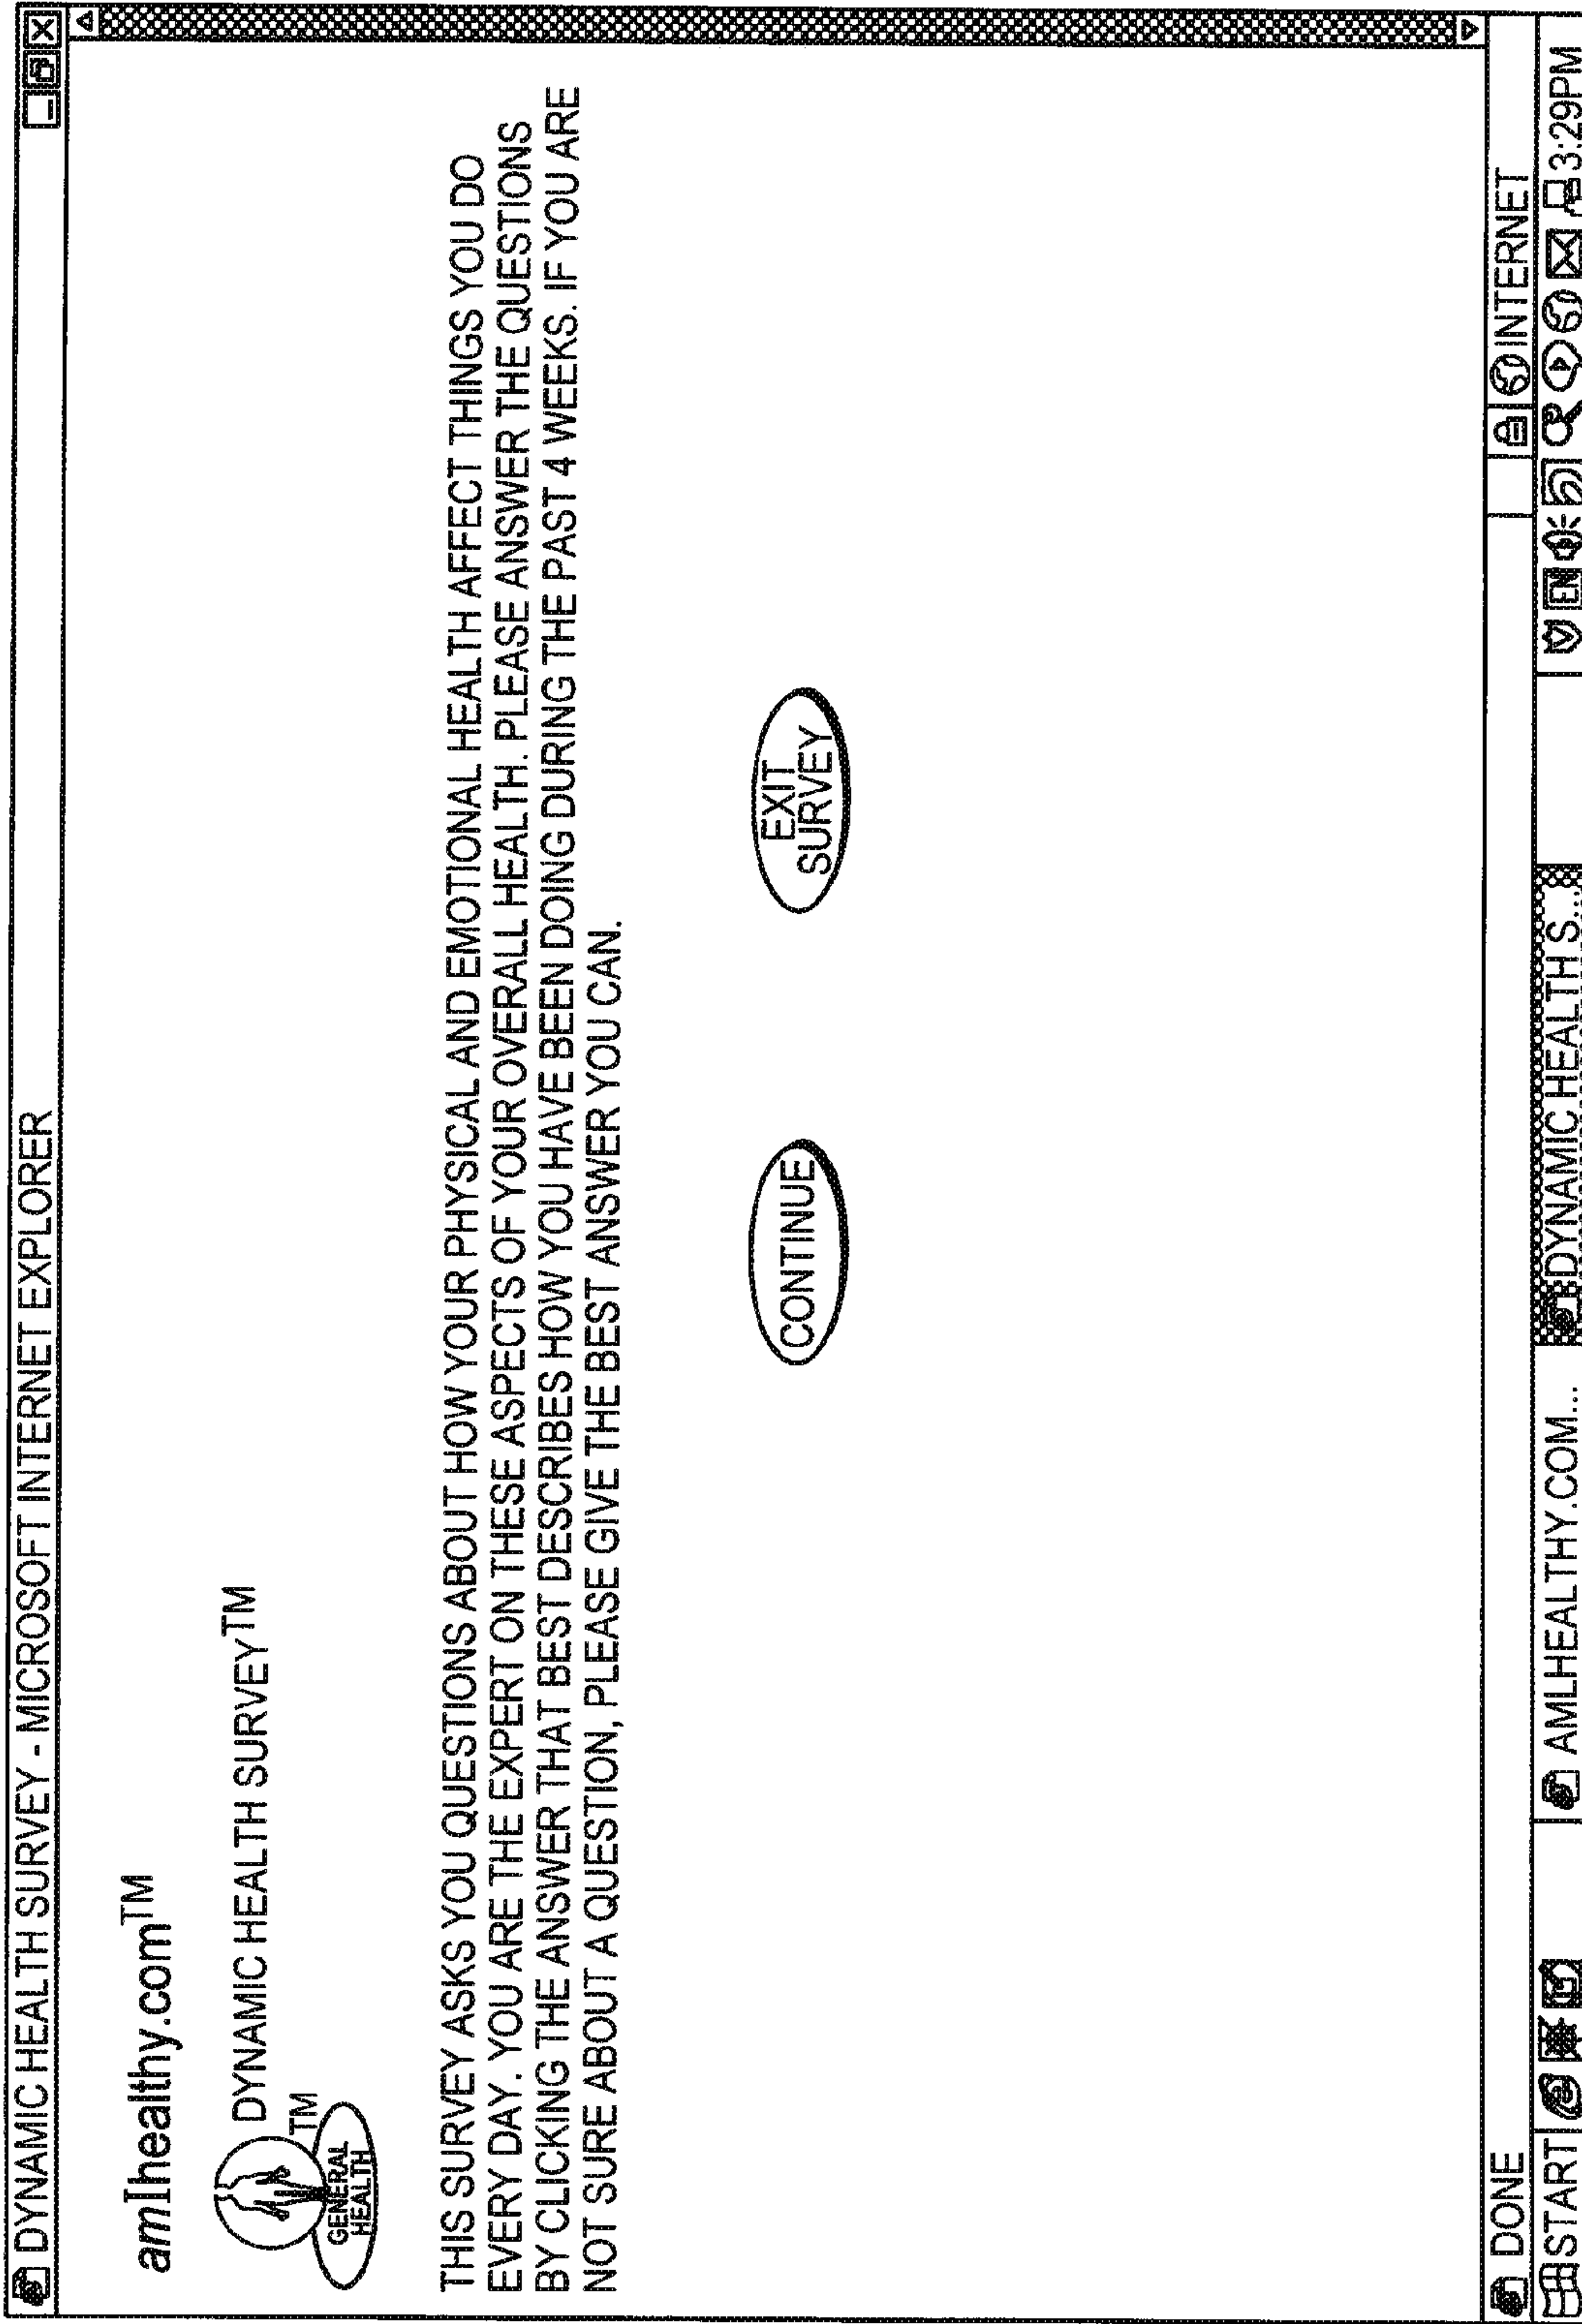 DYNAMIC HEALTH SURVEY - MICROSOFT INTERNET EXPLORER
amIhealthy.com™
DYNAMIC HEALTH SURVEY™
TM
GENERAL
HEALTH
THIS SURVEY ASKS YOU QUESTIONS ABOUT HOW YOUR PHYSICAL AND EMOTIONAL HEALTH AFFECT THINGS YOU DO
EVERY DAY. YOU ARE THE EXPERT ON THESE ASPECTS OF YOUR OVERALL HEALTH. PLEASE ANSWER THE QUESTIONS
BY CLICKING THE ANSWER THAT BEST DESCRIBES HOW YOU HAVE BEEN DOING DURING THE PAST 4 WEEKS. IF YOU ARE
NOT SURE ABOUT A QUESTION, PLEASE GIVE THE BEST ANSWER YOU CAN.
CONTINUE
EXIT
SURVEY
DONE
INTERNET
START
AMLHEALTHY.COM...
DYNAMIC HEALTH S...
EN
3:29PM